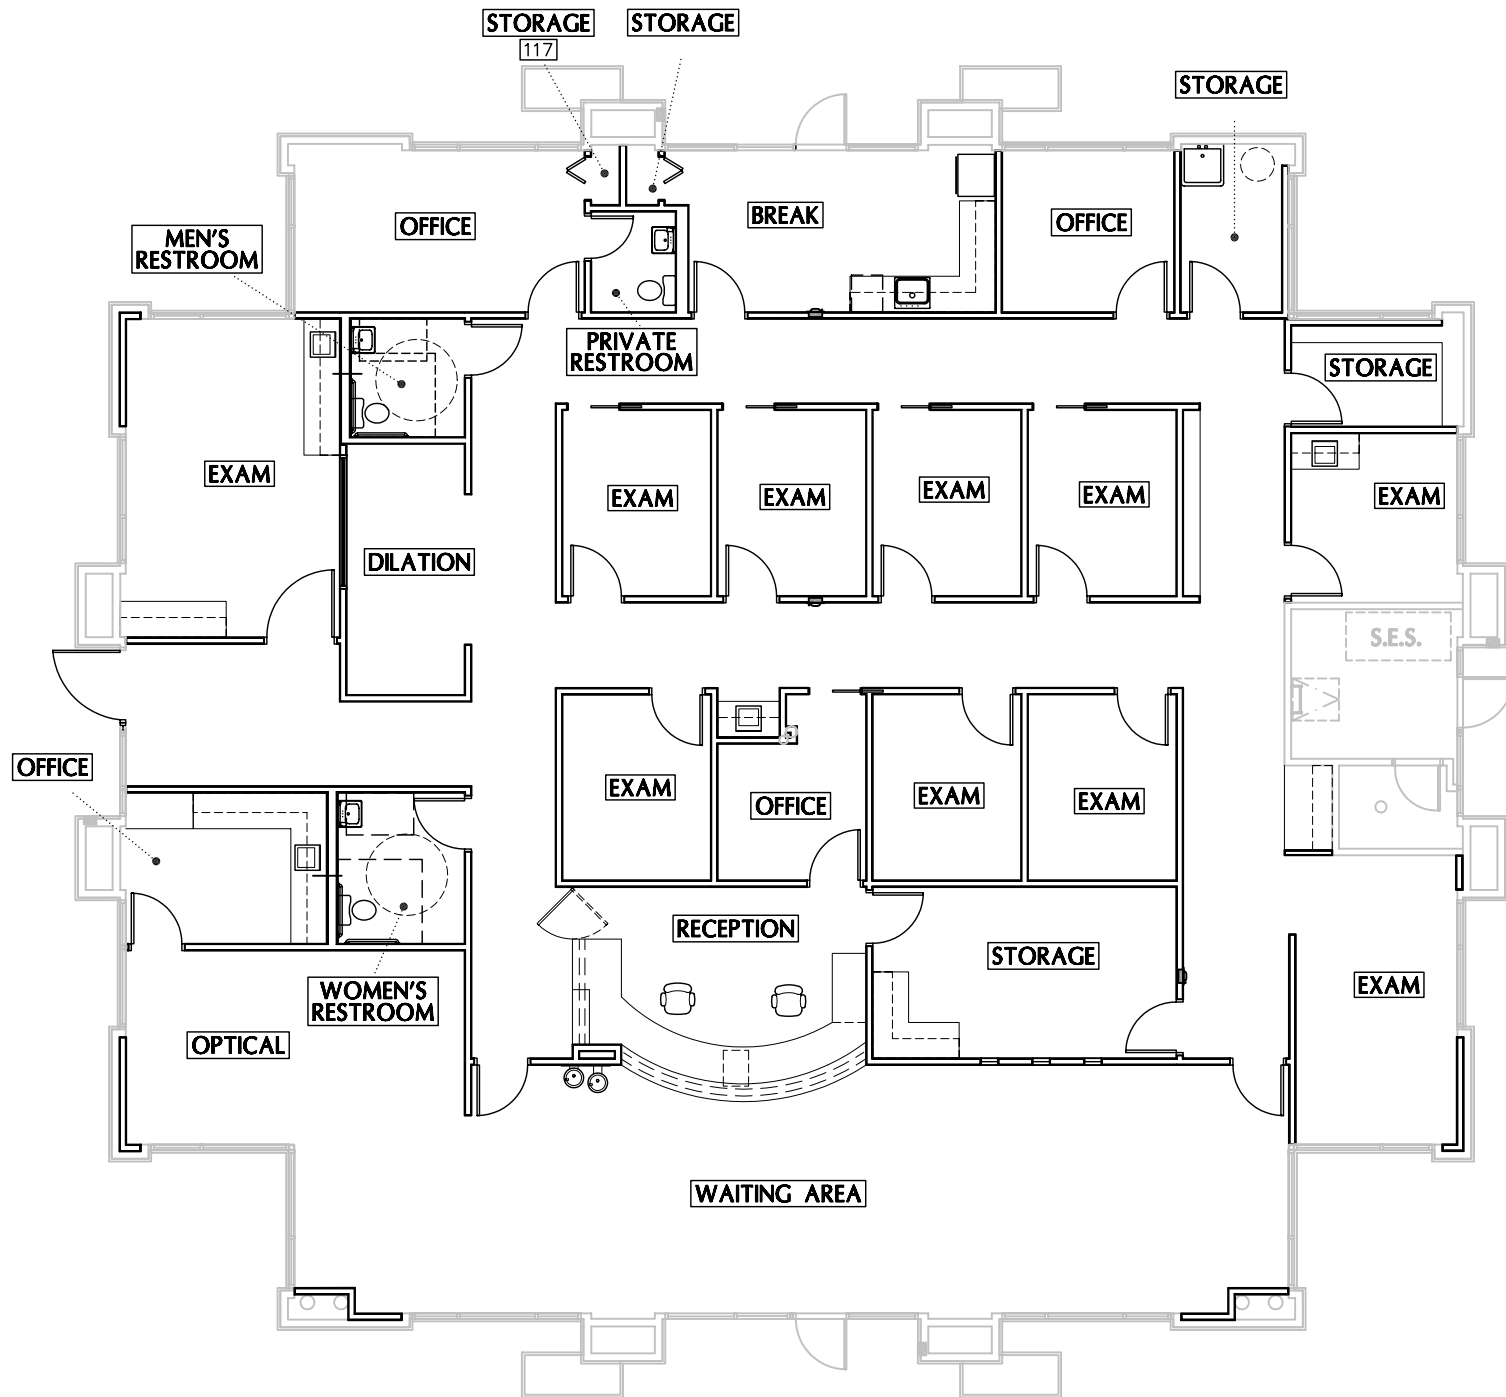 STORAGE
117
STORAGE
STORAGE
MEN'S
RESTROOM
OFFICE
BREAK
OFFICE
PRIVATE
RESTROOM
STORAGE
EXAM
EXAM
EXAM
EXAM
EXAM
EXAM
DILATION
S.E.S.
OFFICE
EXAM
OFFICE
EXAM
EXAM
RECEPTION
STORAGE
WOMEN'S
RESTROOM
EXAM
OPTICAL
WAITING AREA